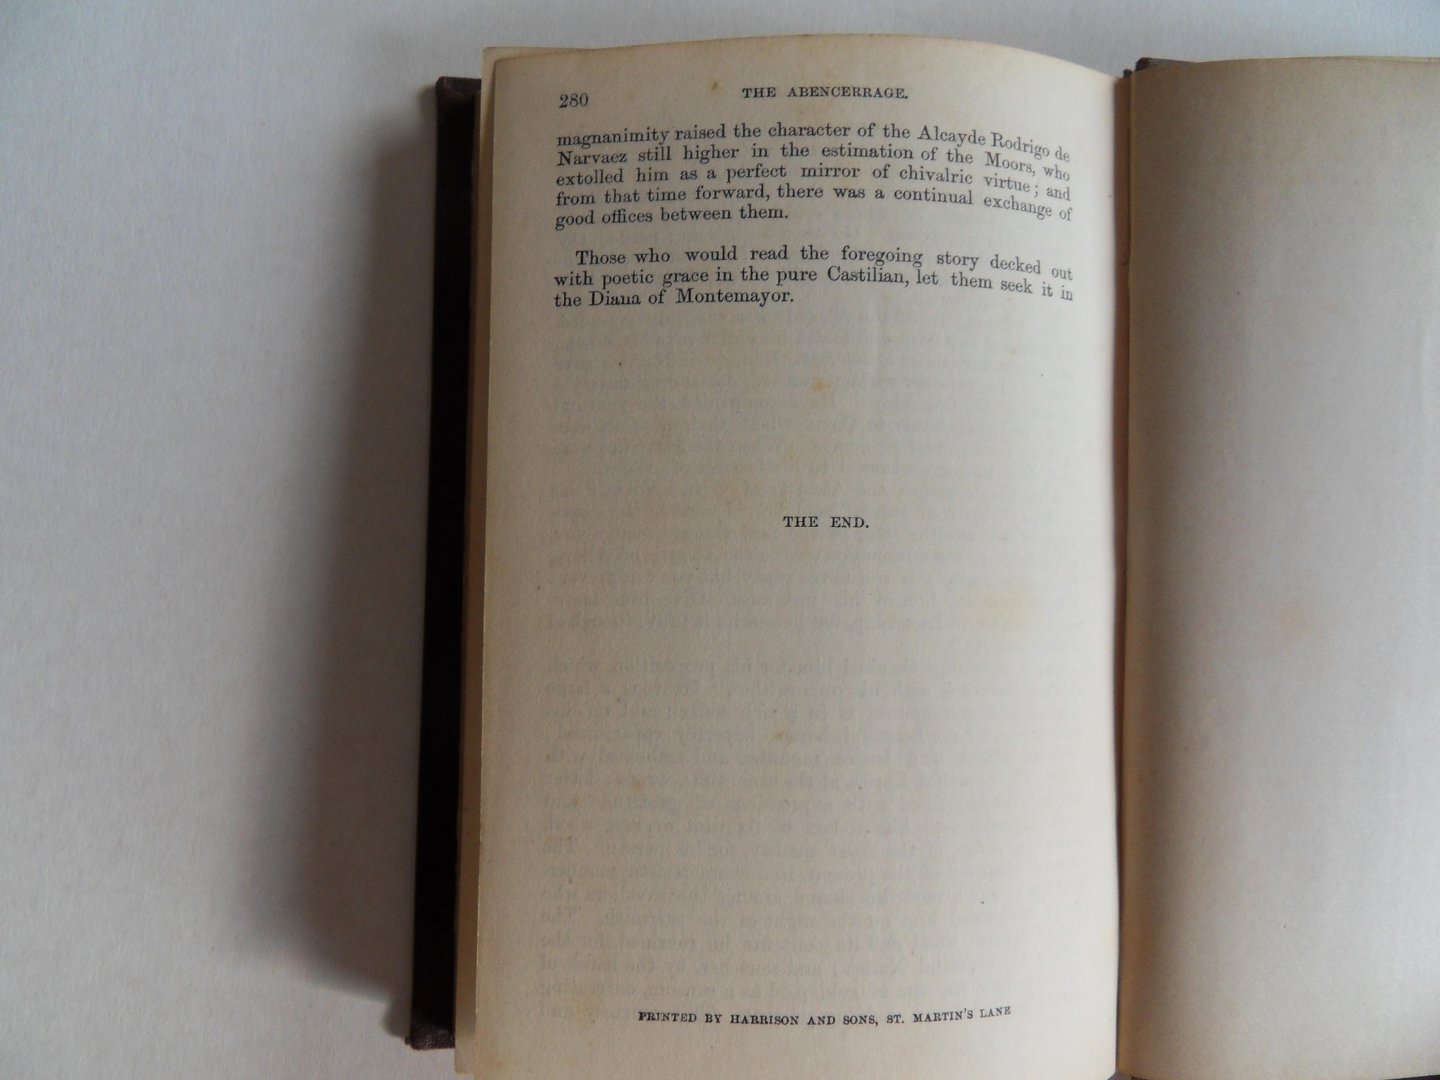 280
THE ABENCERRAGE.
magnanimity raised the character of the Alcayde Rodrigo de
Narvaez still higher in the estimation of the Moors, who
extolled him as a perfect mirror of chivalric virtue; and
from that time forward, there was a continual exchange of
good offices between them.
Those who would read the foregoing story decked out
with poetic grace in the pure Castilian, let them seek it in
the Diana of Montemayor.
THE END.
PRINTED BY HARRISON AND SONS, ST. MARTIN'S LANE